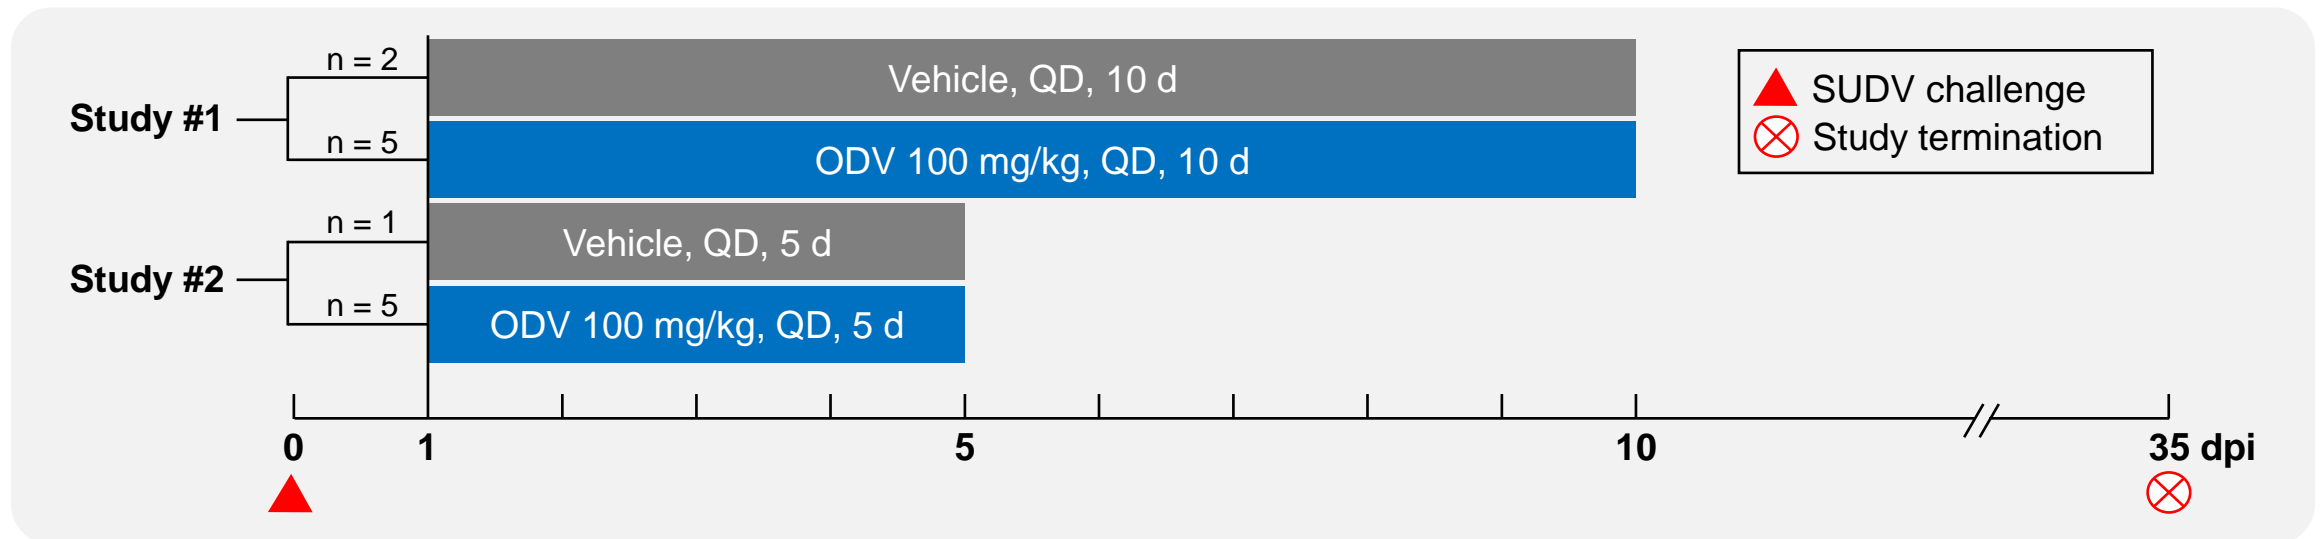 n = 2
Vehicle, QD, 10 d
Study #1
n = 5
ODV 100 mg/kg, QD, 10 d
n = 1
Vehicle, QD, 5 d
Study #2
n = 5
ODV 100 mg/kg, QD, 5 d
SUDV challenge
Study termination
0 1 5 10 35 dpi